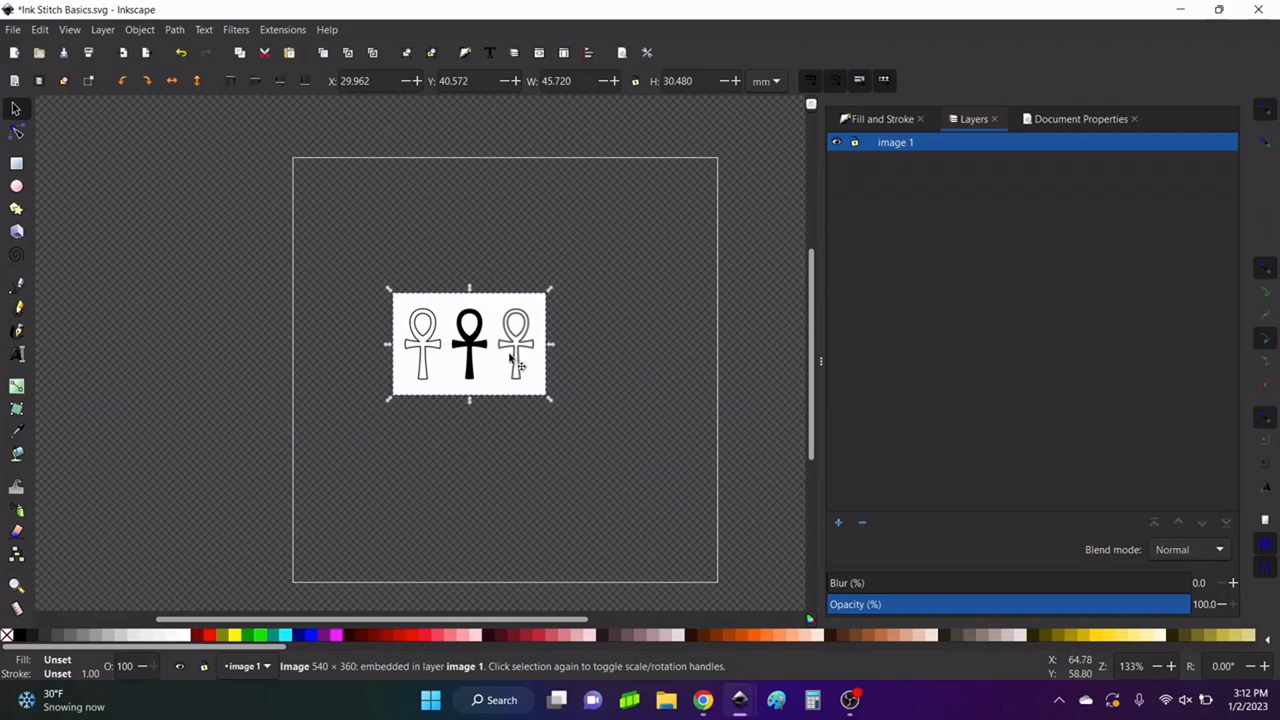 *Ink Stitch Basics.svg - Inkscape
File Edit View Layer Object Path Text Filters Extensions Help
X: 29.962 Y: 40.572 W: 45.720 H: 30.480 mm
Fill and Stroke Layers Document Properties
image 1
Blend mode: Normal
Blur (%) 0.0
Opacity (%) 100.0
Fill: Unset
Stroke: Unset 1.00
O: 100
•image 1
Image 540 × 360: embedded in layer image 1. Click selection again to toggle scale/rotation handles.
X: 64.78
Y: 58.80
Z: 133%
R: 0.00°
30°F
Snowing now
Search
3:12 PM
1/2/2023